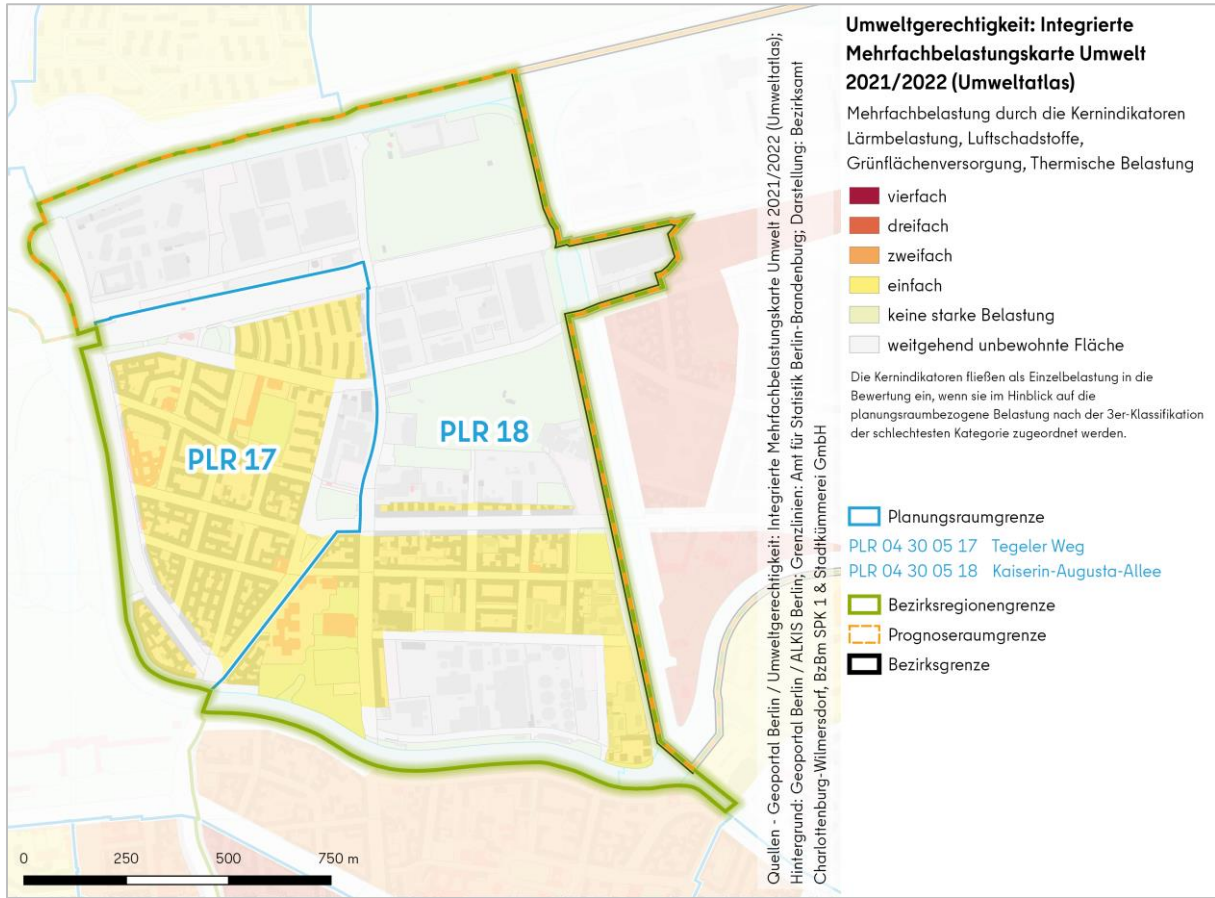 Umweltgerechtigkeit: Integrierte
Mehrfachbelastungskarte Umwelt
2021/2022 (Umweltatlas)
Mehrfachbelastung durch die Kernindikatoren
Lärmbelastung, Luftschadstoffe,
Grünflächenversorgung, Thermische Belastung
vierfach
dreifach
zweifach
einfach
keine starke Belastung
weitgehend unbewohnte Fläche
Die Kernindikatoren fließen als Einzelbelastung in die
Bewertung ein, wenn sie im Hinblick auf die
planungsraumbezogene Belastung nach der 3er-Klassifikation
der schlechtesten Kategorie zugeordnet werden.
Planungsraumgrenze
PLR 04 30 05 17 Tegeler Weg
PLR 04 30 05 18 Kaiserin-Augusta-Allee
Bezirksregionengrenze
Prognoseraumgrenze
Bezirksgrenze
PLR 17
PLR 18
0 250 500 750 m
Quellen - Geoportal Berlin / Umweltgerechtigkeit: Integrierte Mehrfachbelastungskarte Umwelt 2021/2022 (Umweltatlas);
Hintergrund: Geoportal Berlin / ALKIS Berlin; Grenzlinien: Amt für Statistik Berlin-Brandenburg; Darstellung: Bezirksamt
Charlottenburg-Wilmersdorf, BzBm SPK 1 & Stadtkümmerei GmbH